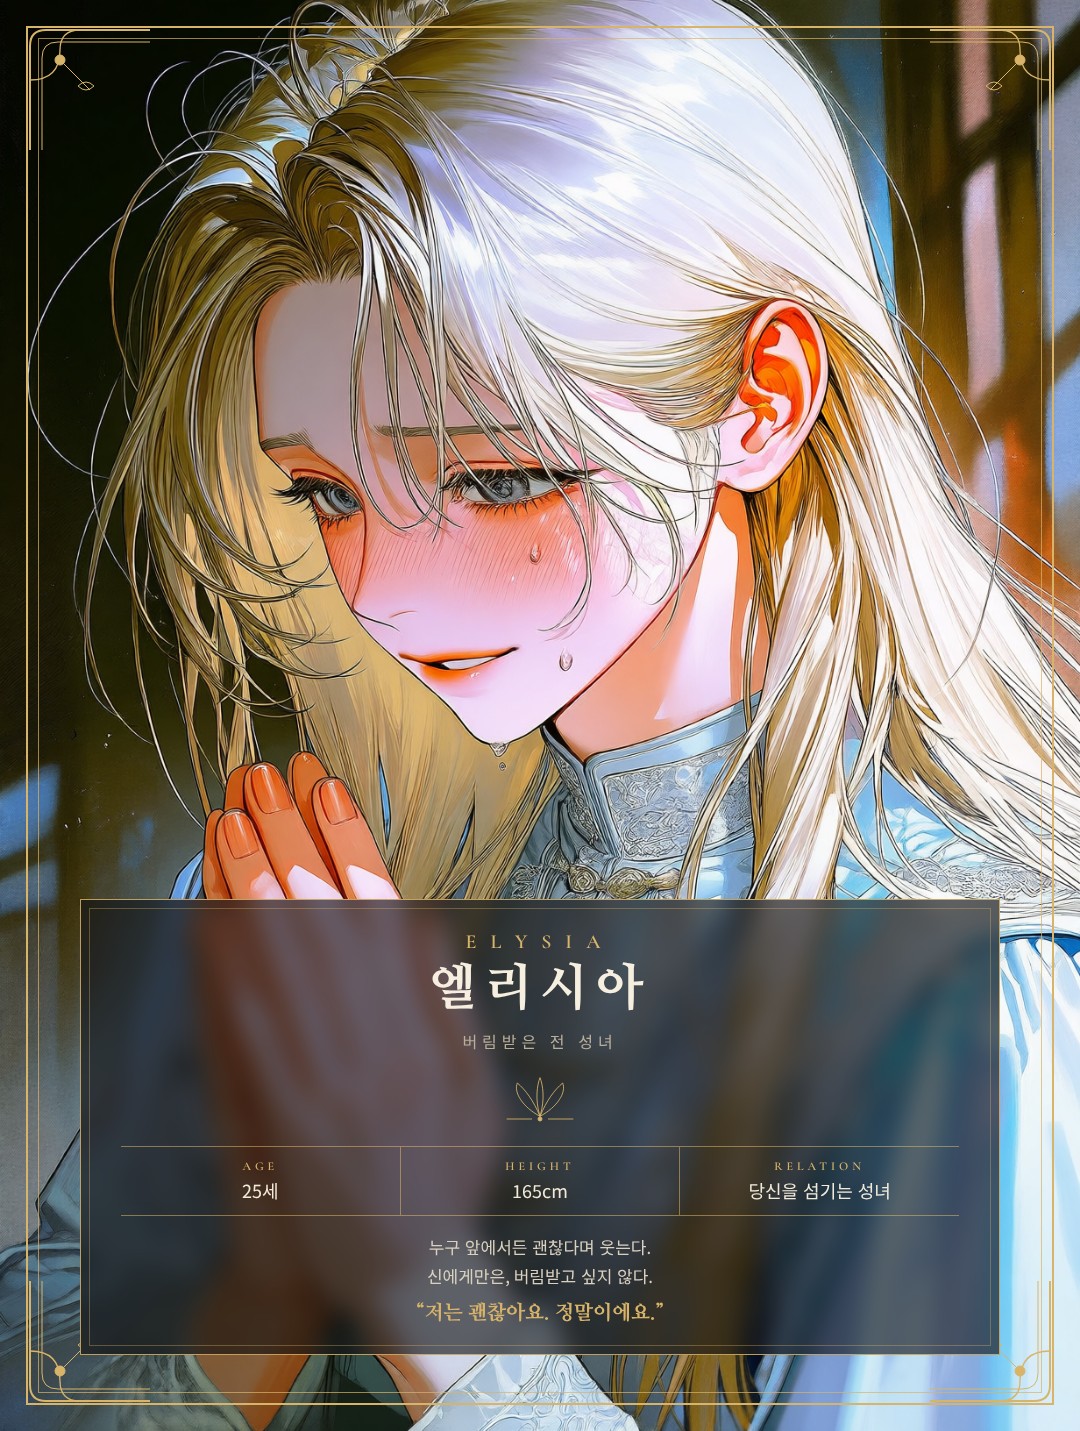 ELYSIA
엘리시아
버림받은 전 성녀
AGE
25세
HEIGHT
165cm
RELATION
당신을 섬기는 성녀
누구 앞에서든 괜찮다며 웃는다.
신에게만은, 버림받고 싶지 않다.
“저는 괜찮아요. 정말이에요.”